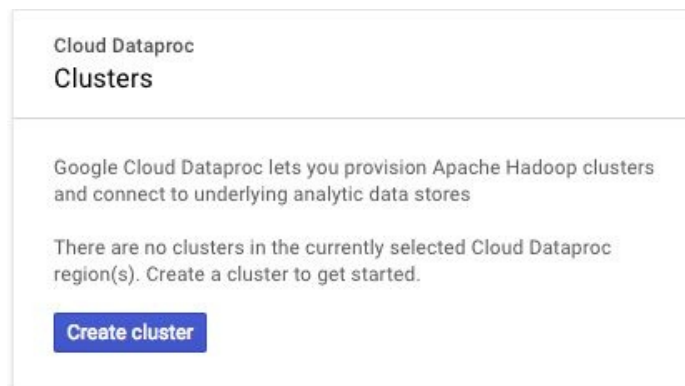 Cloud Dataproc
Clusters
Google Cloud Dataproc lets you provision Apache Hadoop clusters
and connect to underlying analytic data stores
There are no clusters in the currently selected Cloud Dataproc
region(s). Create a cluster to get started.
Create cluster